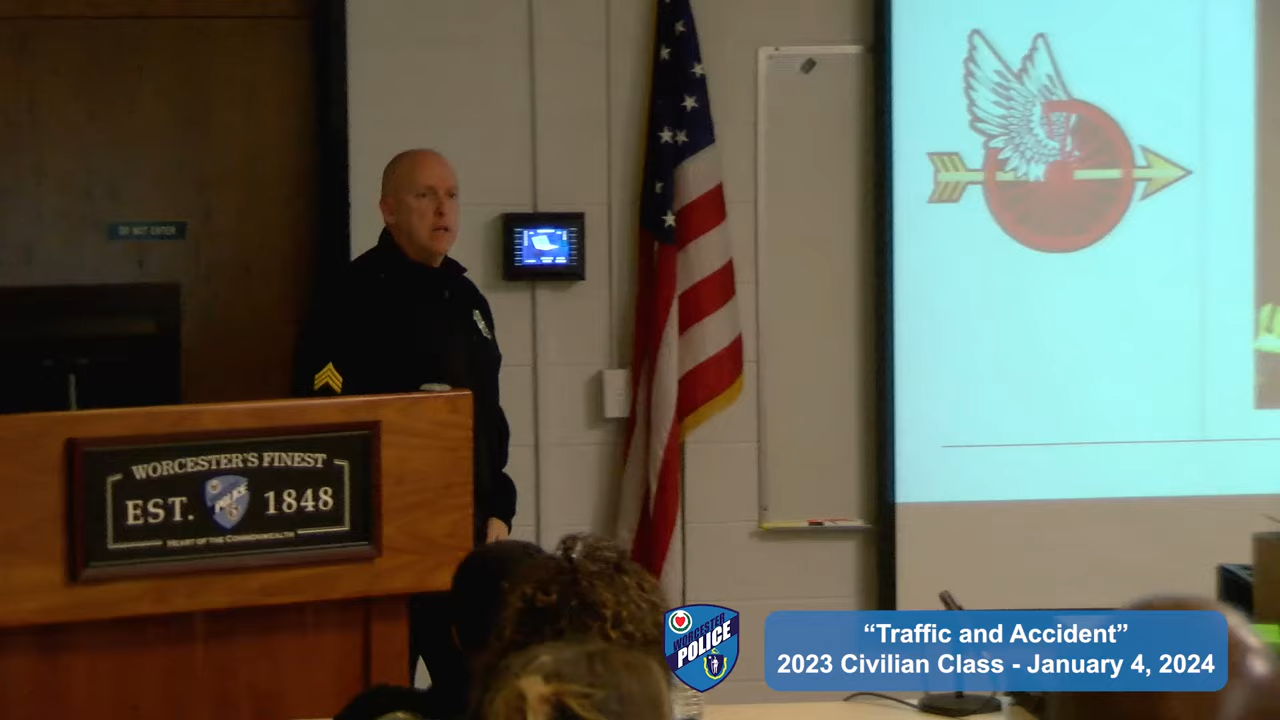 DO NOT ENTER
WORCESTER'S FINEST
EST. POLICE 1848
HEART OF THE COMMONWEALTH
WORCESTER
POLICE
“Traffic and Accident”
2023 Civilian Class - January 4, 2024